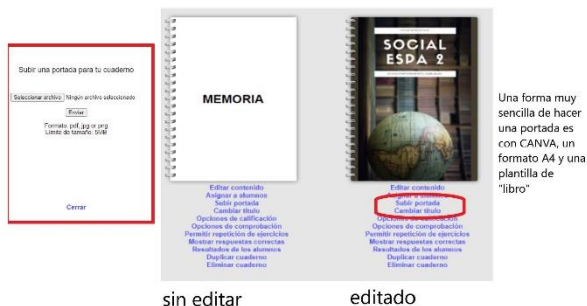 Subir una portada para tu cuaderno
Seleccionar archivo Ningún archivo seleccionado
Enviar
Formato: pdf, jpg or png
Límite de tamaño: 5MB
Cerrar
MEMORIA
Editar contenido
Asignar a alumnos
Subir portada
Cambiar título
Opciones de calificación
Opciones de comprobación
Permitir repetición de ejercicios
Mostrar respuestas correctas
Resultados de los alumnos
Duplicar cuaderno
Eliminar cuaderno
sin editar
SOCIAL
ESPA 2
Editar contenido
Asignar a alumnos
Subir portada
Cambiar título
Opciones de calificación
Opciones de comprobación
Permitir repetición de ejercicios
Mostrar respuestas correctas
Resultados de los alumnos
Duplicar cuaderno
Eliminar cuaderno
editado
Una forma muy
sencilla de hacer
una portada es
con CANVA, un
formato A4 y una
plantilla de
"libro"